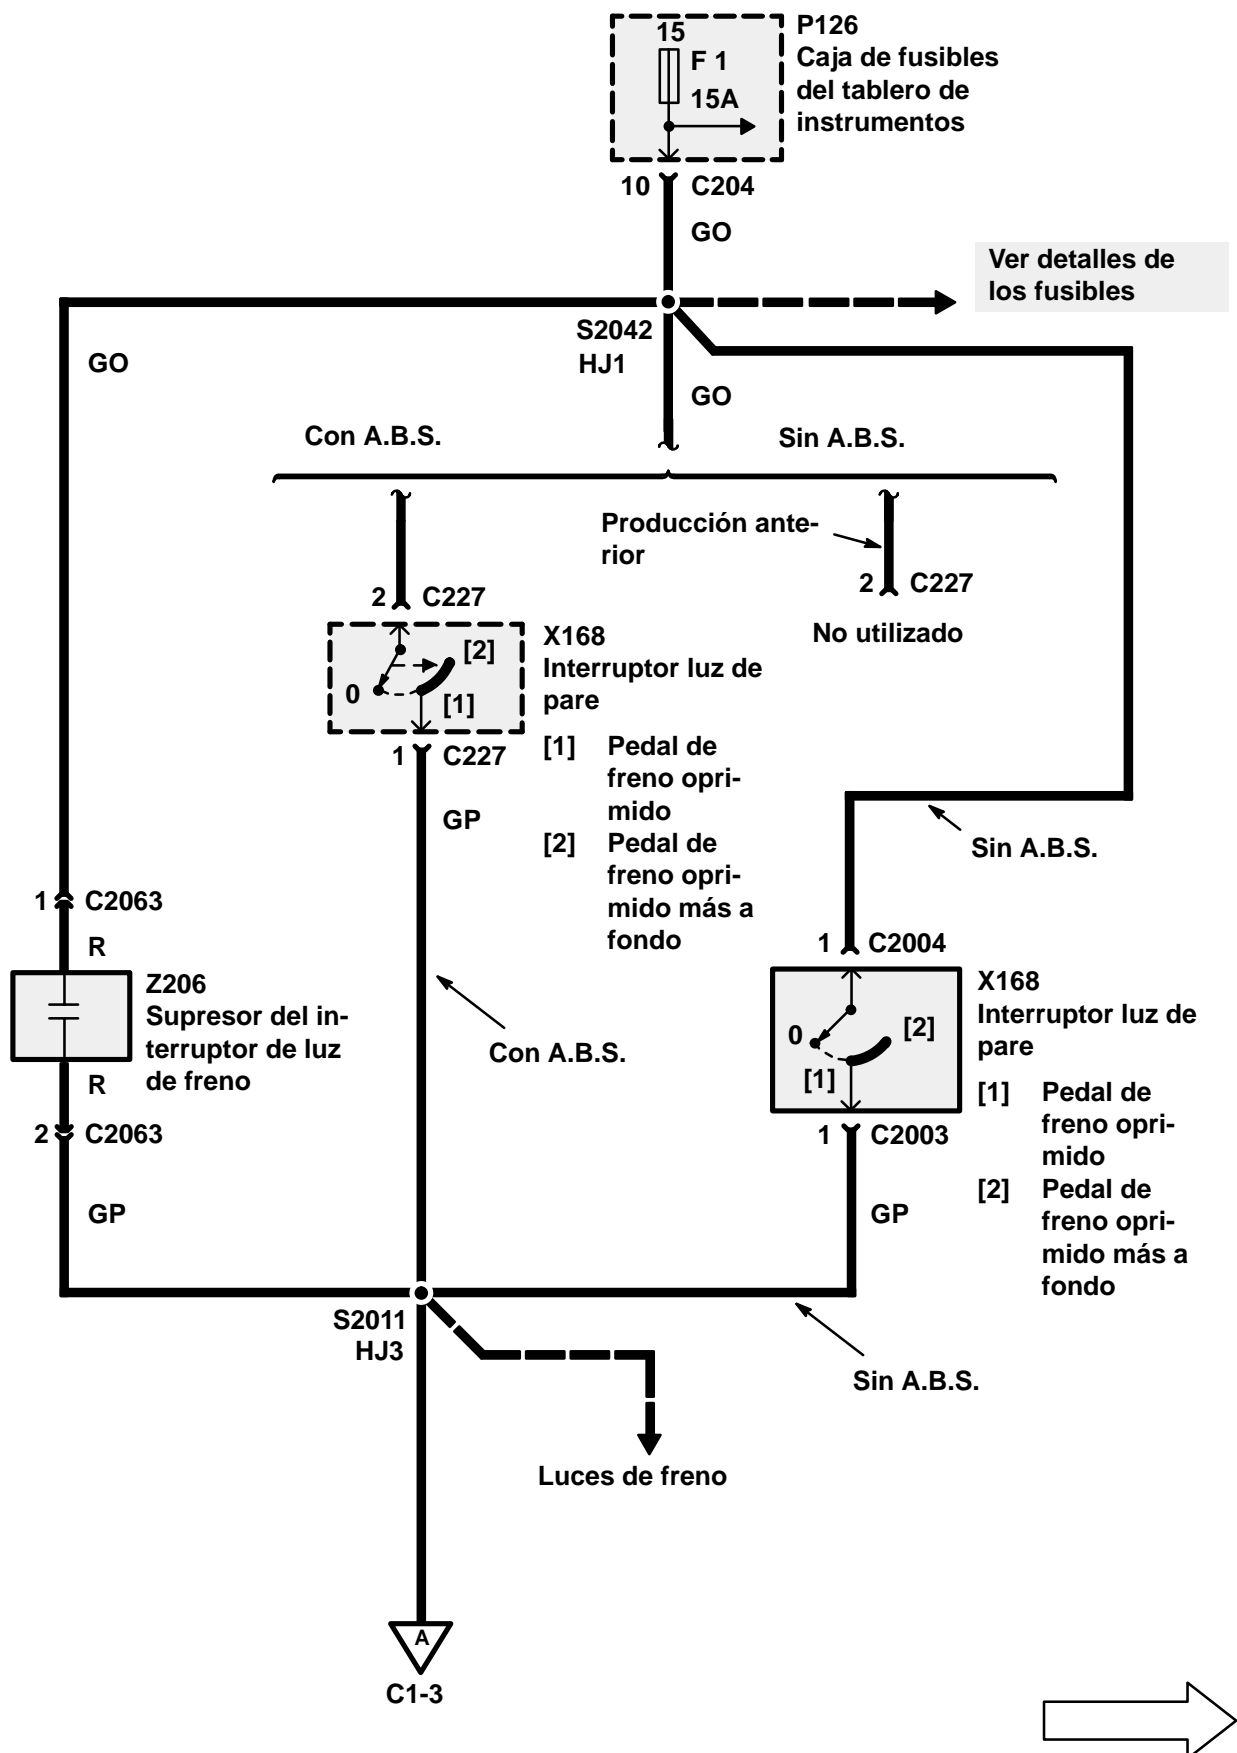 15
F 1
15A
P126
Caja de fusibles
del tablero de
instrumentos
10
C204
GO
Ver detalles de
los fusibles
S2042
HJ1
GO
GO
Con A.B.S.
Sin A.B.S.
Producción ante-
rior
2
C227
2
C227
No utilizado
0
[2]
[1]
X168
Interruptor luz de
pare
1
C227
[1] Pedal de
freno opri-
mido
[2] Pedal de
freno opri-
mido más a
fondo
GP
Sin A.B.S.
1
C2063
R
Z206
Supresor del in-
terruptor de luz
de freno
R
2
C2063
GP
Con A.B.S.
1
C2004
0
[2]
[1]
X168
Interruptor luz de
pare
[1] Pedal de
freno opri-
mido
[2] Pedal de
freno opri-
mido más a
fondo
1
C2003
GP
S2011
HJ3
Sin A.B.S.
Luces de freno
A
C1-3